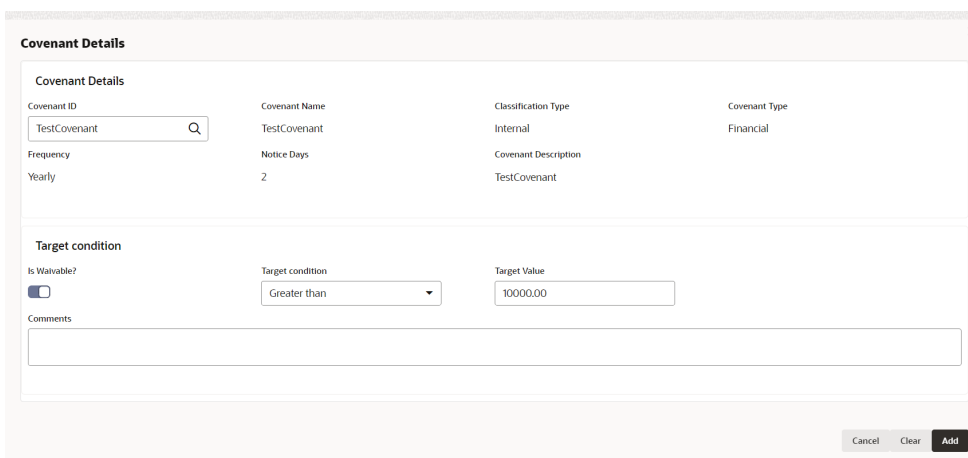 Covenant Details
Covenant Details
Covenant ID Covenant Name Classification Type Covenant Type
TestCovenant TestCovenant Internal Financial
Frequency Notice Days Covenant Description
Yearly 2 TestCovenant
Target condition
Is Waivable? Target condition Target Value
Greater than 10000.00
Comments
Cancel Clear Add